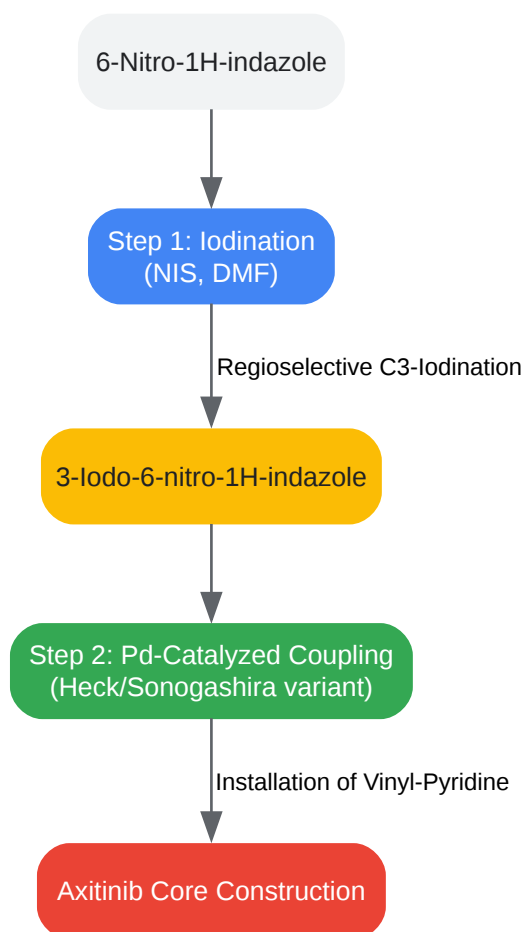 6-Nitro-1H-indazole
Step 1: Iodination
(NIS, DMF)
Regioselective C3-Iodination
3-Iodo-6-nitro-1H-indazole
Step 2: Pd-Catalyzed Coupling
(Heck/Sonogashira variant)
Installation of Vinyl-Pyridine
Axitinib Core Construction